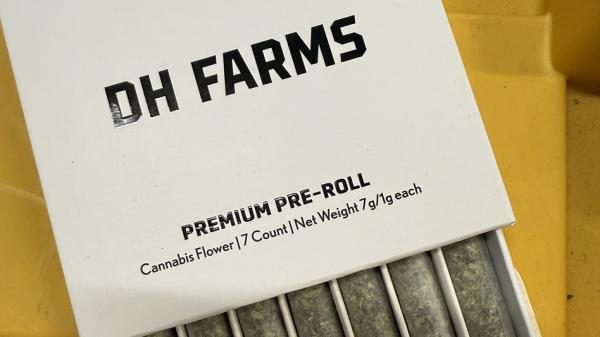 DH FARMS
PREMIUM PRE-ROLL
Cannabis Flower | 7 Count | Net Weight 7g/1g each